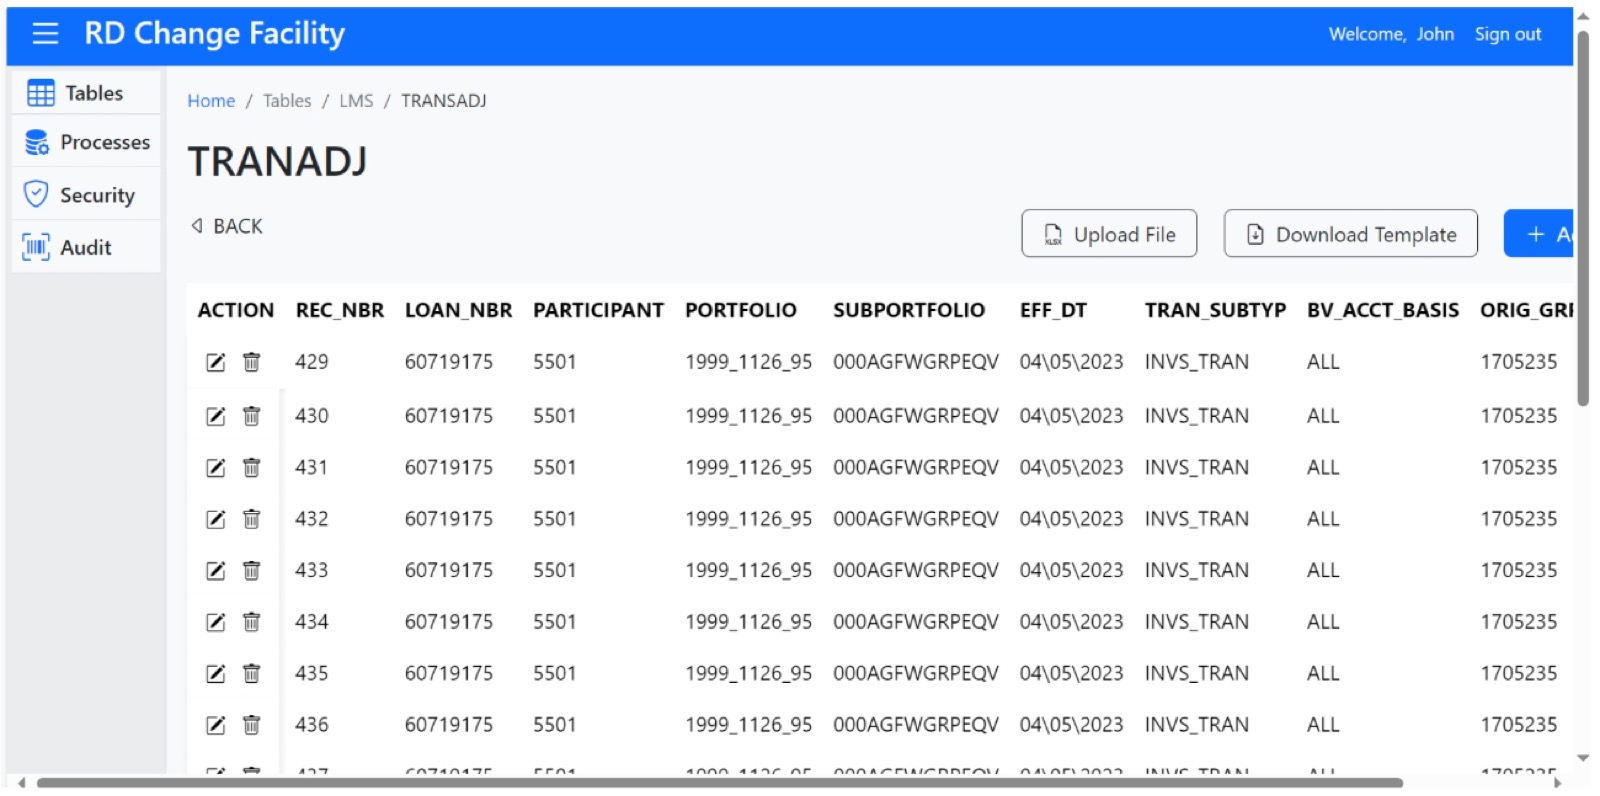 RD Change Facility
Welcome, John Sign out
Tables
Processes
Security
Audit
Home / Tables / LMS / TRANSADJ
TRANADJ
BACK
XLSX Upload File
Download Template
+
ACTION REC_NBR LOAN_NBR PARTICIPANT PORTFOLIO SUBPORTFOLIO EFF_DT TRAN_SUBTYP BV_ACCT_BASIS
429 60719175 5501 1999_1126_95 000AGFWGRPEQV 04\05\2023 INVS_TRAN ALL 1705235
430 60719175 5501 1999_1126_95 000AGFWGRPEQV 04\05\2023 INVS_TRAN ALL 1705235
431 60719175 5501 1999_1126_95 000AGFWGRPEQV 04\05\2023 INVS_TRAN ALL 1705235
432 60719175 5501 1999_1126_95 000AGFWGRPEQV 04\05\2023 INVS_TRAN ALL 1705235
433 60719175 5501 1999_1126_95 000AGFWGRPEQV 04\05\2023 INVS_TRAN ALL 1705235
434 60719175 5501 1999_1126_95 000AGFWGRPEQV 04\05\2023 INVS_TRAN ALL 1705235
435 60719175 5501 1999_1126_95 000AGFWGRPEQV 04\05\2023 INVS_TRAN ALL 1705235
436 60719175 5501 1999_1126_95 000AGFWGRPEQV 04\05\2023 INVS_TRAN ALL 1705235